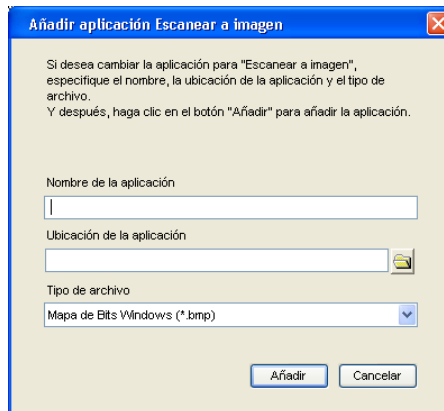 Añadir aplicación Escanear a imagen
Si desea cambiar la aplicación para "Escanear a imagen",
especifique el nombre, la ubicación de la aplicación y el tipo de
archivo.
Y después, haga clic en el botón "Añadir" para añadir la aplicación.
Nombre de la aplicación
Ubicación de la aplicación
Tipo de archivo
Mapa de Bits Windows (*.bmp)
Añadir Cancelar